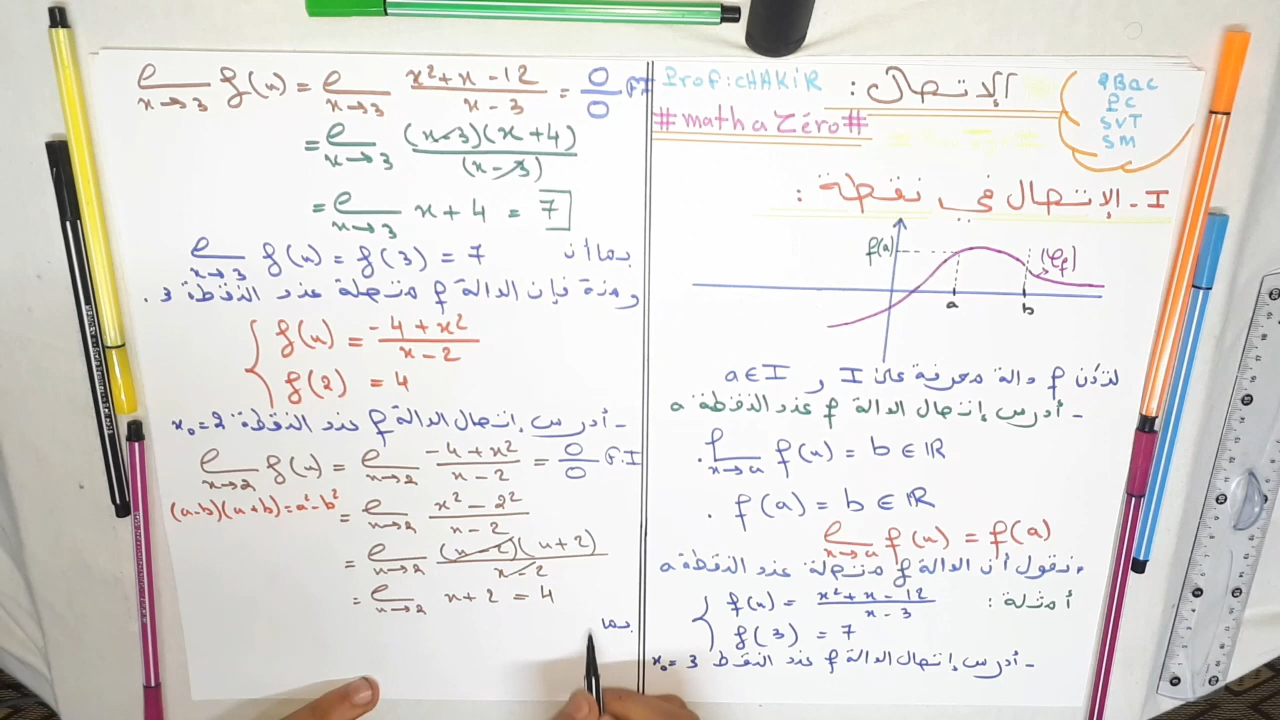 الإتصال :
Prof: CHAKIR
#math a Zéro#
2Bac
PC
SVT
SM
I - الإتصال في نقطة :
f(a)
(φf)
a
b
لتكن f دالة معرفة على I و a∈I
- أدرس إتصال الدالة f عند النقطة a
. lim x→a f(x) = b ∈ ℝ
. f(a) = b ∈ ℝ
lim x→a f(x) = f(a)
نقول أن الدالة f متصلة عند النقطة a
أمثلة :
{ f(x) = (x²+x-12)/(x-3)
f(3) = 7
- أدرس إتصال الدالة f عند النقط x₀=3
lim x→3 f(x) = lim x→3 (x²+x-12)/(x-3) = 0/0 F.I
= lim x→3 (x-3)(x+4)/(x-3)
= lim x→3 x+4 = 7
بما أن lim x→3 f(x) = f(3) = 7
ومنه فإن الدالة f متصلة عند النقطة 3 .
{ f(x) = (-4+x²)/(x-2)
f(2) = 4
- أدرس إتصال الدالة f عند النقطة x₀=2
lim x→2 f(x) = lim x→2 (-4+x²)/(x-2) = 0/0 F.I
(a-b)(a+b)=a²-b²
= lim x→2 (x²-2²)/(x-2)
= lim x→2 (x-2)(x+2)/(x-2)
= lim x→2 x+2 = 4
بما